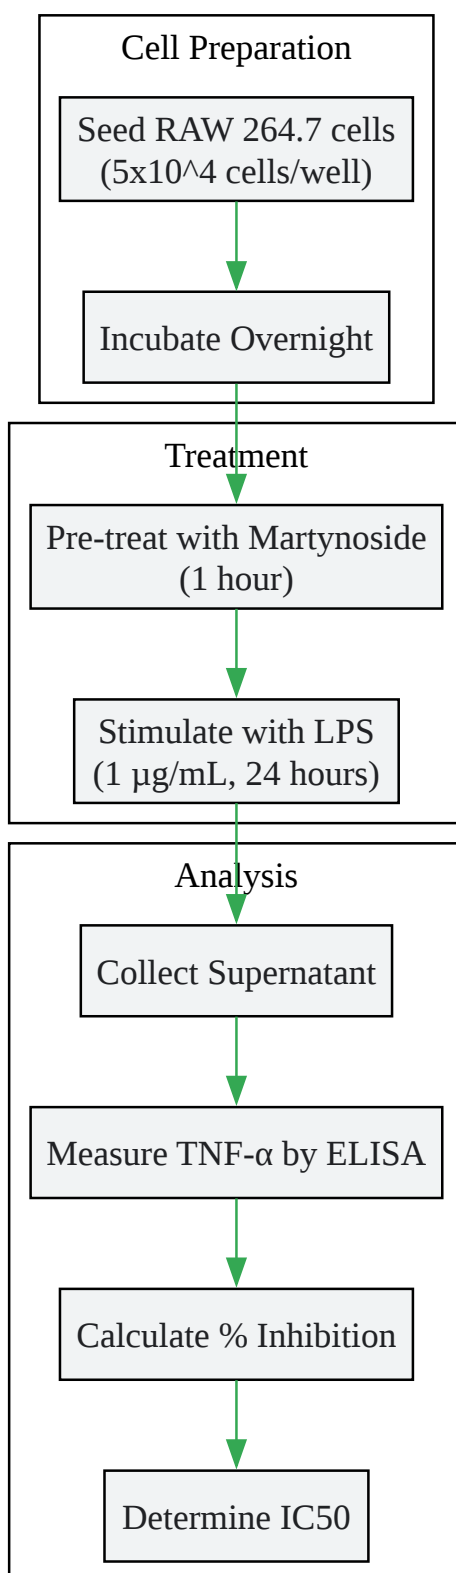 Cell Preparation
Seed RAW 264.7 cells
(5x10^4 cells/well)
Incubate Overnight
Treatment
Pre-treat with Martynoside
(1 hour)
Stimulate with LPS
(1 µg/mL, 24 hours)
Analysis
Collect Supernatant
Measure TNF-α by ELISA
Calculate % Inhibition
Determine IC50